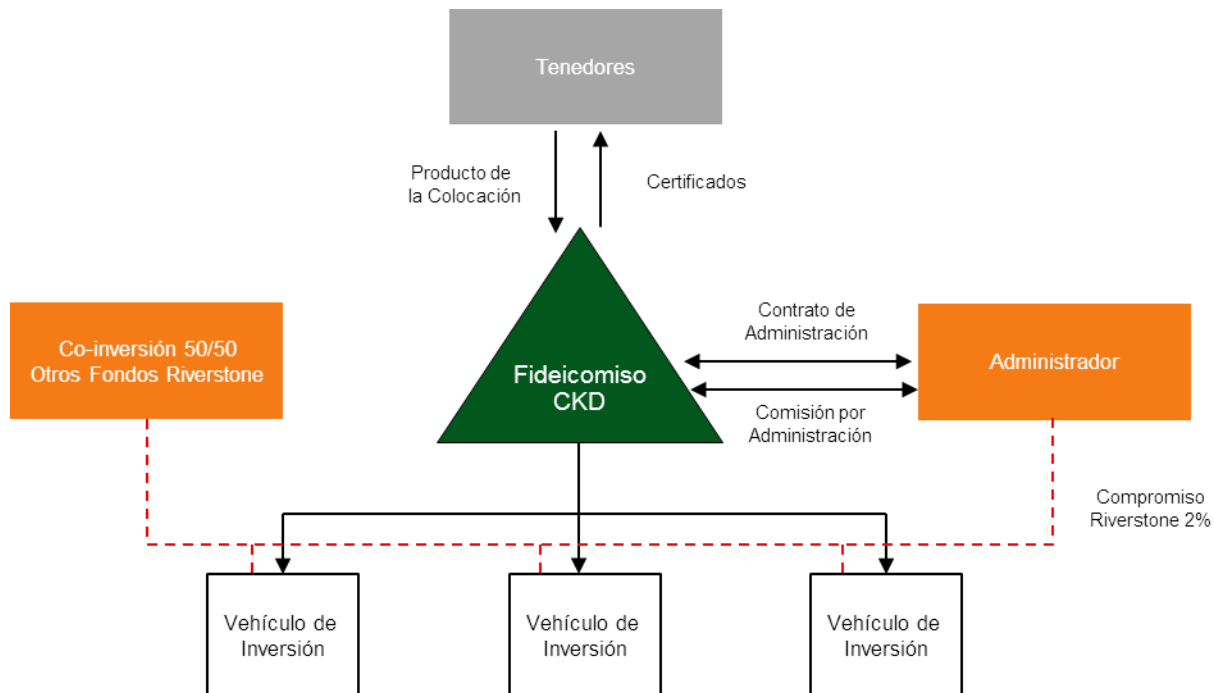 Tenedores
Producto de
la Colocación
Certificados
Co-inversión 50/50
Otros Fondos Riverstone
Fideicomiso
CKD
Contrato de
Administración
Administrador
Comisión por
Administración
Compromiso
Riverstone 2%
Vehículo de
Inversión
Vehículo de
Inversión
Vehículo de
Inversión